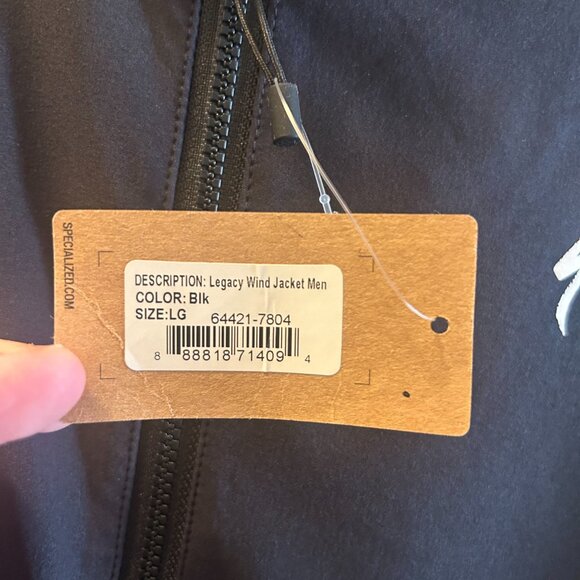 SPECIALIZED.COM
DESCRIPTION: Legacy Wind Jacket Men
COLOR: Blk
SIZE:LG 64421-7804
8 88818 71409 4